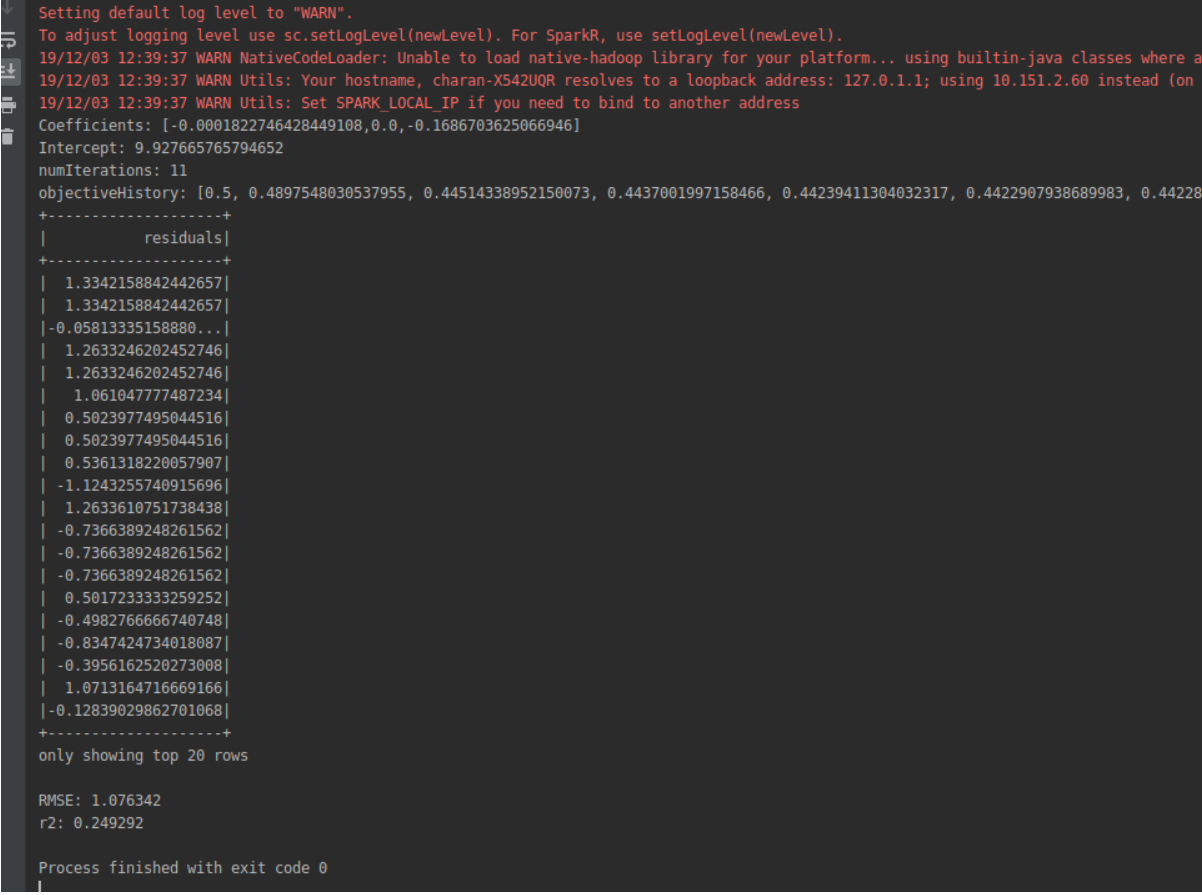 Setting default log level to "WARN".
To adjust logging level use sc.setLogLevel(newLevel). For SparkR, use setLogLevel(newLevel).
19/12/03 12:39:37 WARN NativeCodeLoader: Unable to load native-hadoop library for your platform... using builtin-java classes where a
19/12/03 12:39:37 WARN Utils: Your hostname, charan-X542UQR resolves to a loopback address: 127.0.1.1; using 10.151.2.60 instead (on
19/12/03 12:39:37 WARN Utils: Set SPARK_LOCAL_IP if you need to bind to another address
Coefficients: [-0.0001822746428449108,0.0,-0.1686703625066946]
Intercept: 9.927665765794652
numIterations: 11
objectiveHistory: [0.5, 0.4897548030537955, 0.445143389521500​73, 0.4437001997158466, 0.44239411304032317, 0.4422907938689983, 0.44228
+--------------------+
|           residuals|
+--------------------+
|  1.3342158842442657|
|  1.3342158842442657|
|-0.05813335158880...|
|  1.2633246202452746|
|  1.2633246202452746|
|   1.061047777487234|
|  0.5023977495044516|
|  0.5023977495044516|
|  0.5361318220057907|
| -1.1243255740915696|
|  1.2633610751738438|
| -0.7366389248261562|
| -0.7366389248261562|
| -0.7366389248261562|
|  0.5017233333259252|
| -0.4982766666740748|
| -0.8347424734018087|
| -0.3956162520273008|
|  1.0713164716669166|
|-0.12839029862701068|
+--------------------+
only showing top 20 rows
RMSE: 1.076342
r2: 0.249292
Process finished with exit code 0